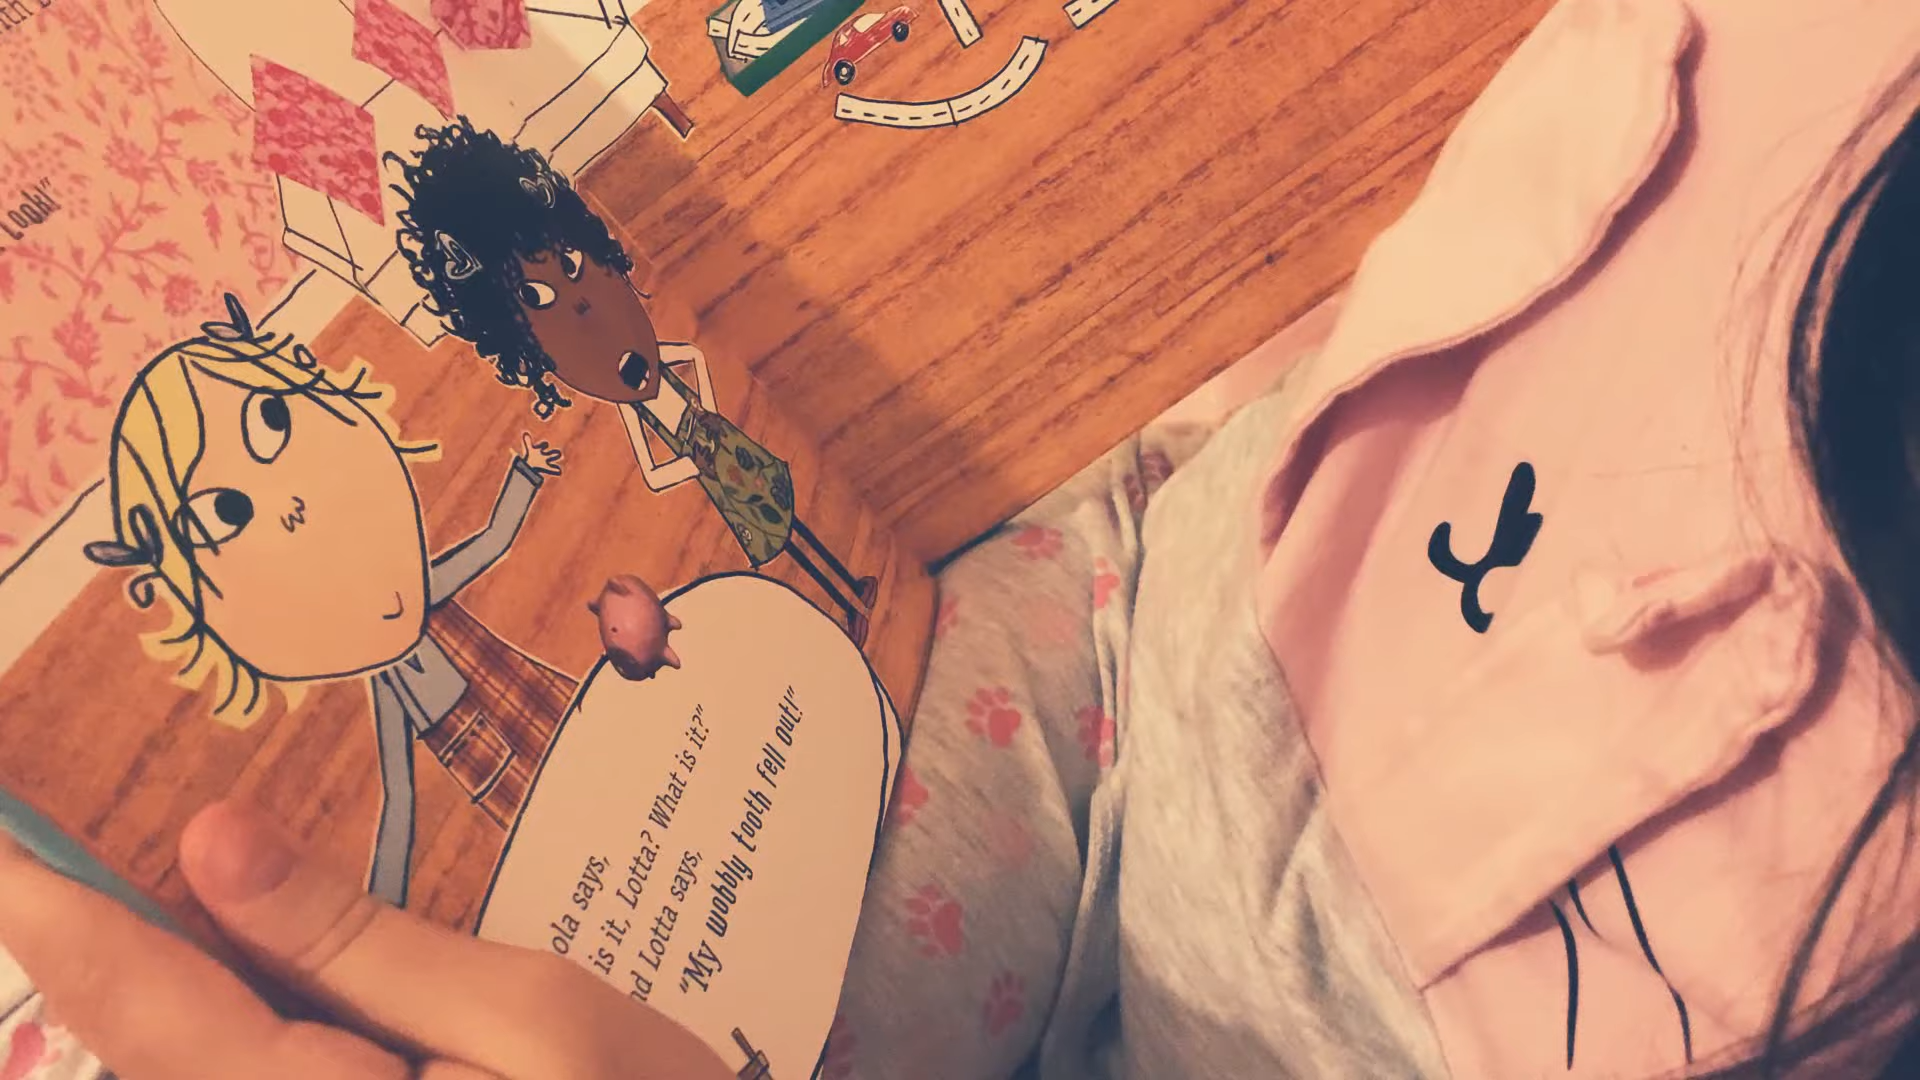 Look!"
ola says,
is it, Lotta? What is it?"
nd Lotta says,
"My wobbly tooth fell out!"